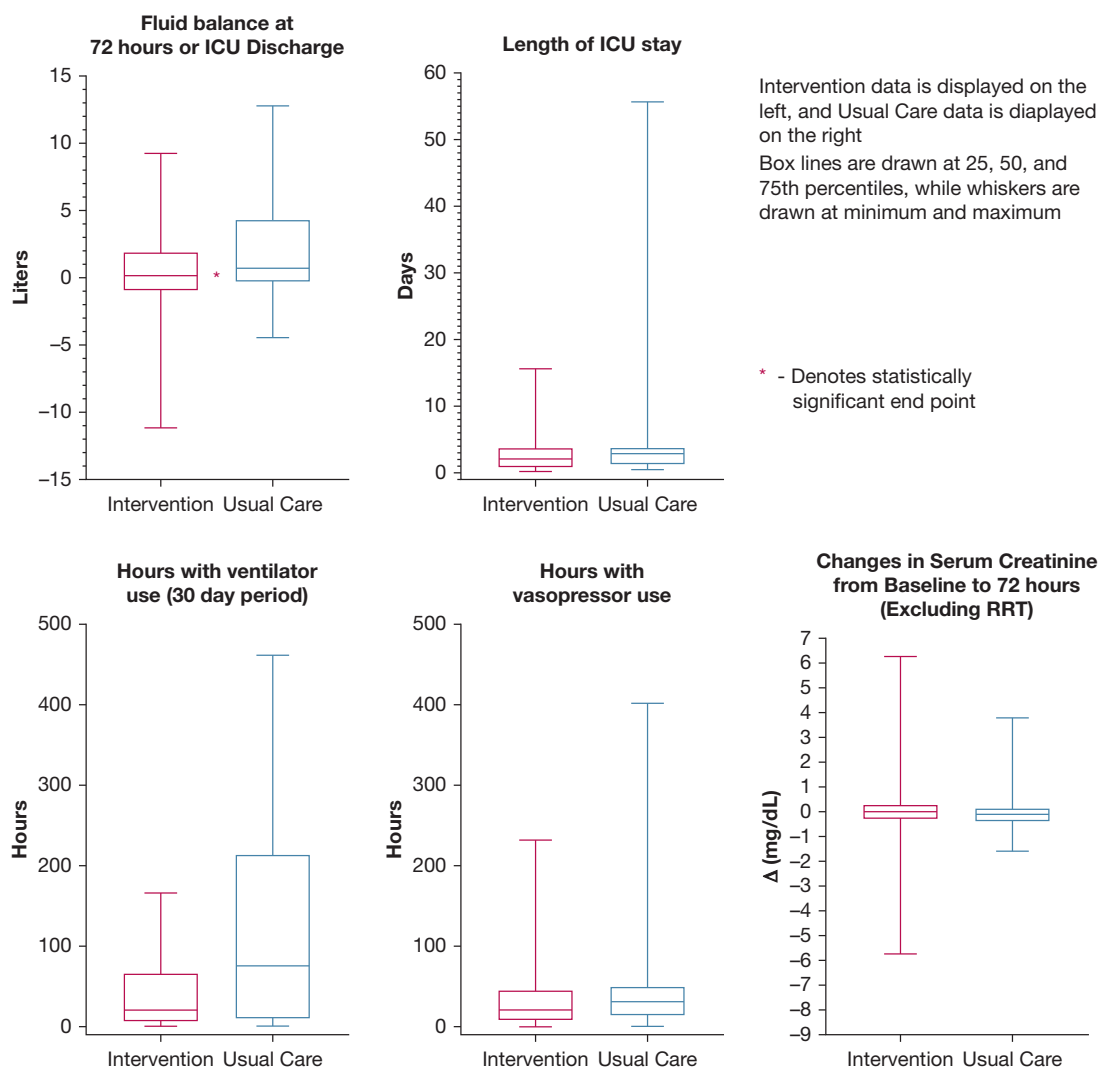 Fluid balance at
72 hours or ICU Discharge
15
10
5
0
–5
–10
–15
Liters
*
Intervention Usual Care
Length of ICU stay
60
50
40
30
20
10
0
Days
Intervention Usual Care
Intervention data is displayed on the
left, and Usual Care data is diaplayed
on the right
Box lines are drawn at 25, 50, and
75th percentiles, while whiskers are
drawn at minimum and maximum
* - Denotes statistically
significant end point
Hours with ventilator
use (30 day period)
500
400
300
200
100
0
Hours
Intervention Usual Care
Hours with
vasopressor use
500
400
300
200
100
0
Hours
Intervention Usual Care
Changes in Serum Creatinine
from Baseline to 72 hours
(Excluding RRT)
7
6
5
4
3
2
1
0
–1
–2
–3
–4
–5
–6
–7
–8
–9
Δ (mg/dL)
Intervention Usual Care